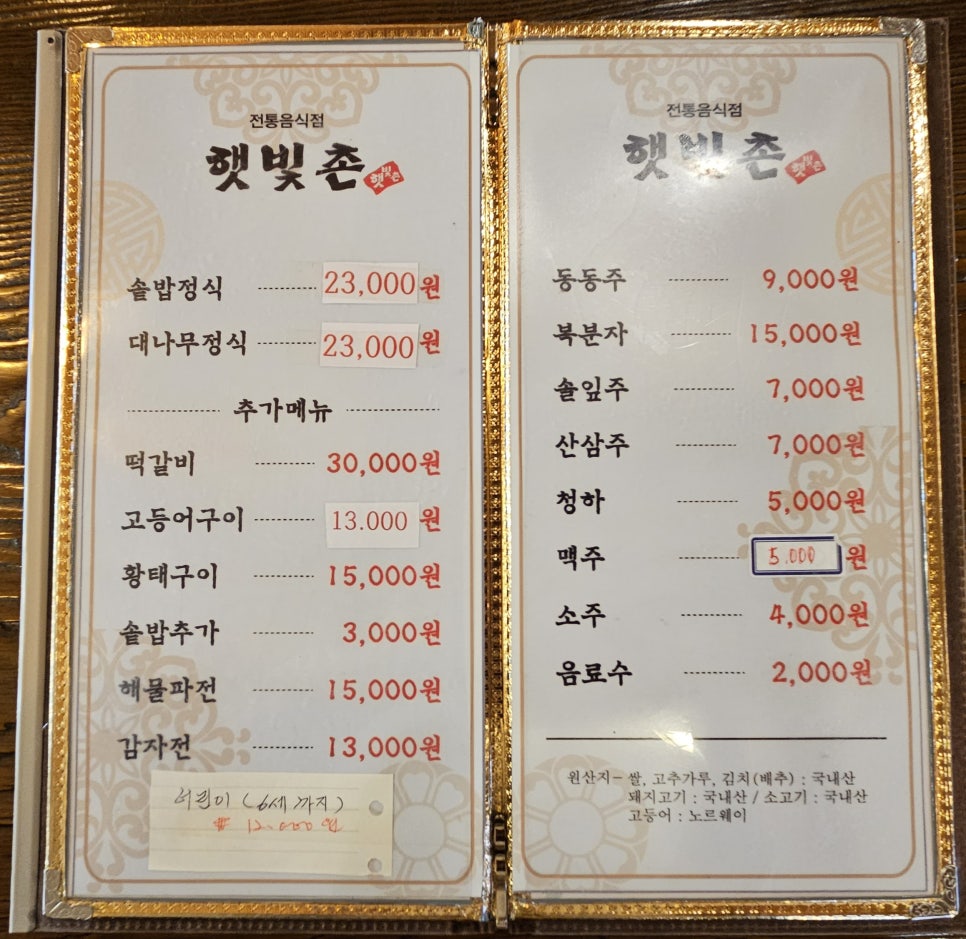 전통음식점
햇빛촌 햇빛촌
솥밥정식 23,000원
대나무정식 23,000원
추가메뉴
떡갈비 30,000원
고등어구이 13.000 원
황태구이 15,000원
솥밥추가 3,000원
해물파전 15,000원
감자전 13,000원
어린이 (6세 까지)
# 12.000 원
전통음식점
햇빛촌 햇빛촌
동동주 9,000원
복분자 15,000원
솔잎주 7,000원
산삼주 7,000원
청하 5,000원
맥주 5.000 원
소주 4,000원
음료수 2,000원
원산지 - 쌀, 고추가루, 김치(배추) : 국내산
돼지고기 : 국내산 / 소고기 : 국내산
고등어 : 노르웨이